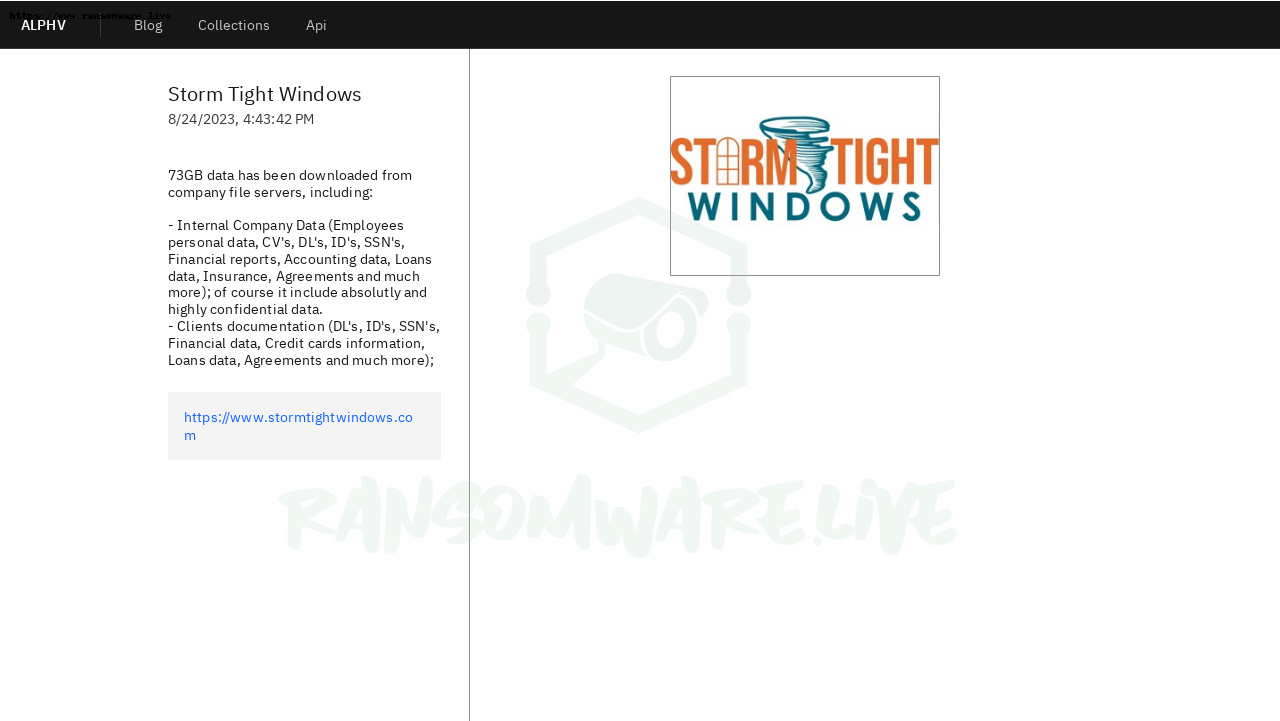 https://www.ransomware.live
ALPHV
Blog
Collections
Api
Storm Tight Windows
8/24/2023, 4:43:42 PM
73GB data has been downloaded from
company file servers, including:
- Internal Company Data (Employees
personal data, CV's, DL's, ID's, SSN's,
Financial reports, Accounting data, Loans
data, Insurance, Agreements and much
more); of course it include absolutly and
highly confidential data.
- Clients documentation (DL's, ID's, SSN's,
Financial data, Credit cards information,
Loans data, Agreements and much more);
https://www.stormtightwindows.co
m
STORM TIGHT
WINDOWS
RANSOMWARE.LIVE